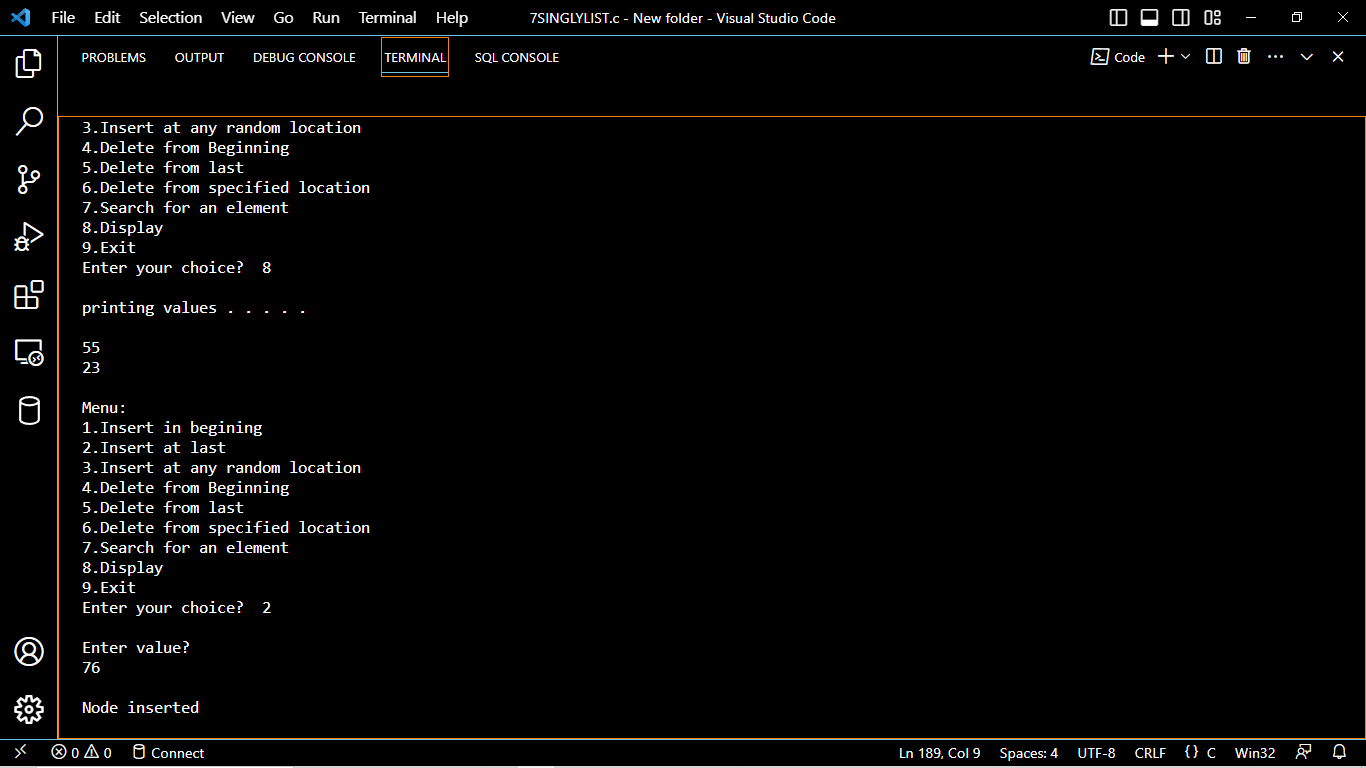 File Edit Selection View Go Run Terminal Help 7SINGLYLIST.c - New folder - Visual Studio Code
PROBLEMS OUTPUT DEBUG CONSOLE TERMINAL SQL CONSOLE Code
3.Insert at any random location
4.Delete from Beginning
5.Delete from last
6.Delete from specified location
7.Search for an element
8.Display
9.Exit
Enter your choice?  8
printing values . . . . .
55
23
Menu:
1.Insert in begining
2.Insert at last
3.Insert at any random location
4.Delete from Beginning
5.Delete from last
6.Delete from specified location
7.Search for an element
8.Display
9.Exit
Enter your choice?  2
Enter value?
76
Node inserted
0 0 Connect Ln 189, Col 9 Spaces: 4 UTF-8 CRLF {} C Win32